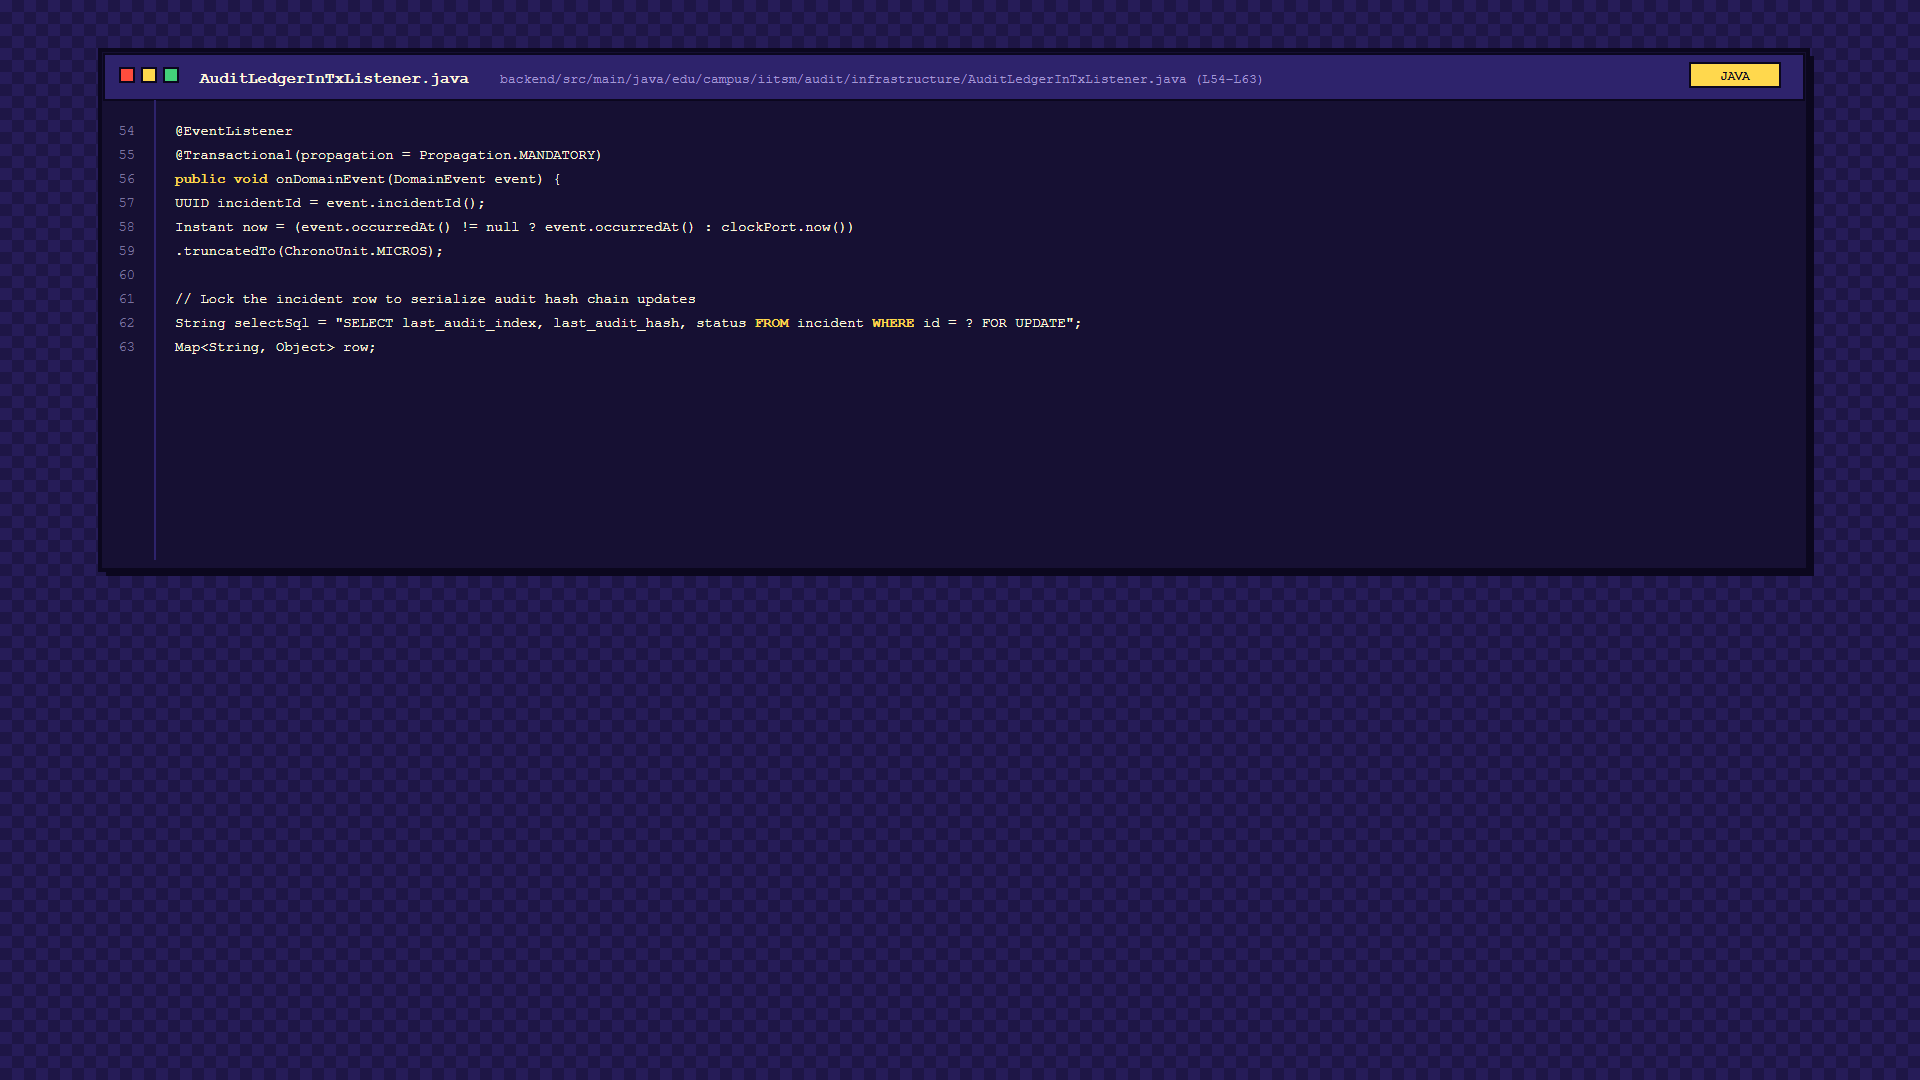 AuditLedgerInTxListener.java backend/src/main/java/edu/campus/iitsm/audit/infrastructure/AuditLedgerInTxListener.java (L54-L63) JAVA
54 @EventListener
55 @Transactional(propagation = Propagation.MANDATORY)
56 public void onDomainEvent(DomainEvent event) {
57 UUID incidentId = event.incidentId();
58 Instant now = (event.occurredAt() != null ? event.occurredAt() : clockPort.now())
59 .truncatedTo(ChronoUnit.MICROS);
60
61 // Lock the incident row to serialize audit hash chain updates
62 String selectSql = "SELECT last_audit_index, last_audit_hash, status FROM incident WHERE id = ? FOR UPDATE";
63 Map<String, Object> row;